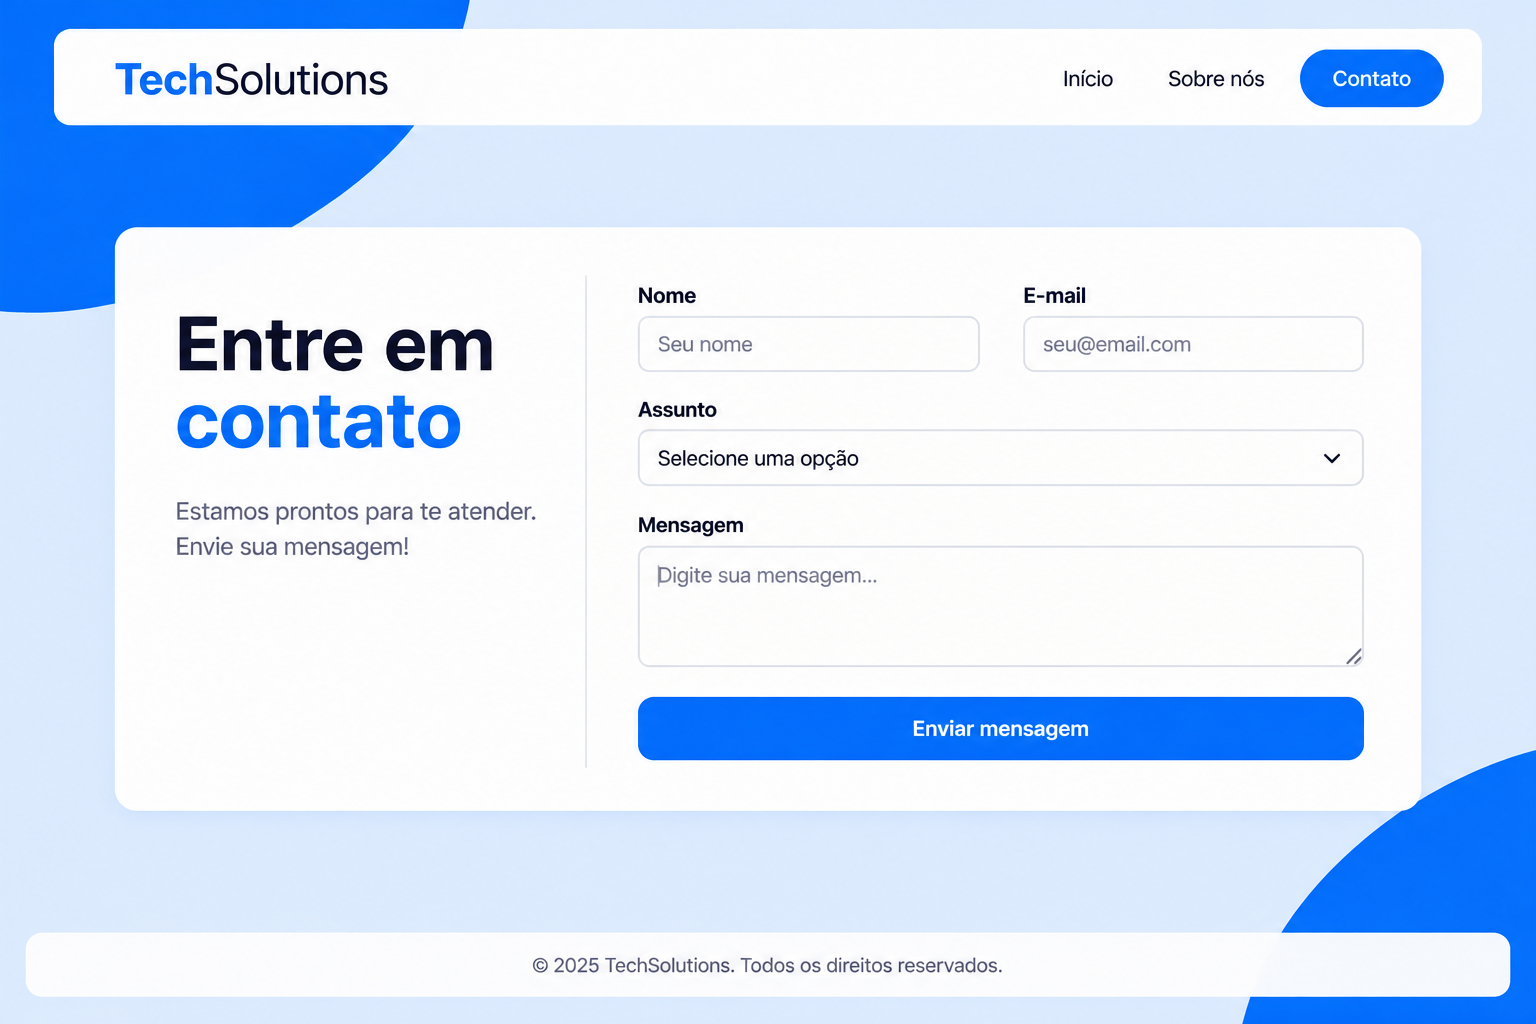 TechSolutions
Início
Sobre nós
Contato
Entre em
contato
Estamos prontos para te atender.
Envie sua mensagem!
Nome
Seu nome
E-mail
seu@email.com
Assunto
Selecione uma opção
Mensagem
Digite sua mensagem...
Enviar mensagem
© 2025 TechSolutions. Todos os direitos reservados.